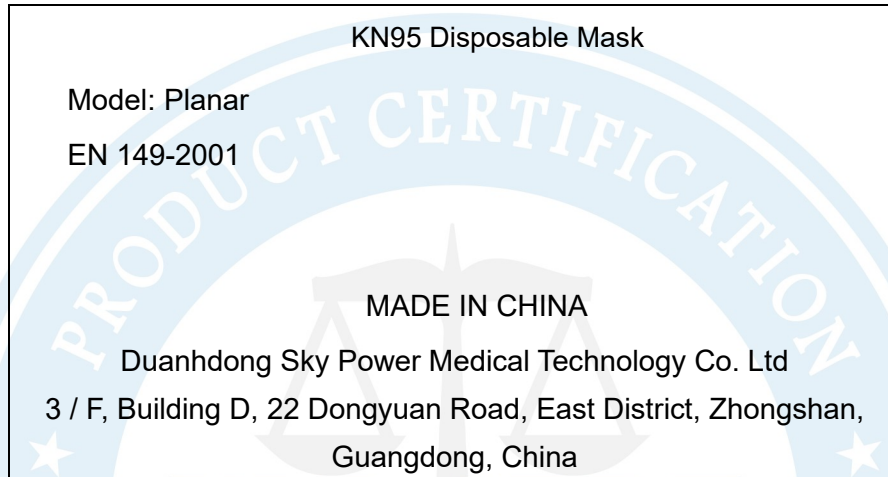 KN95 Disposable Mask
Model: Planar
EN 149-2001
PRODUCT CERTIFICATION
MADE IN CHINA
Duanhdong Sky Power Medical Technology Co. Ltd
3 / F, Building D, 22 Dongyuan Road, East District, Zhongshan,
Guangdong, China